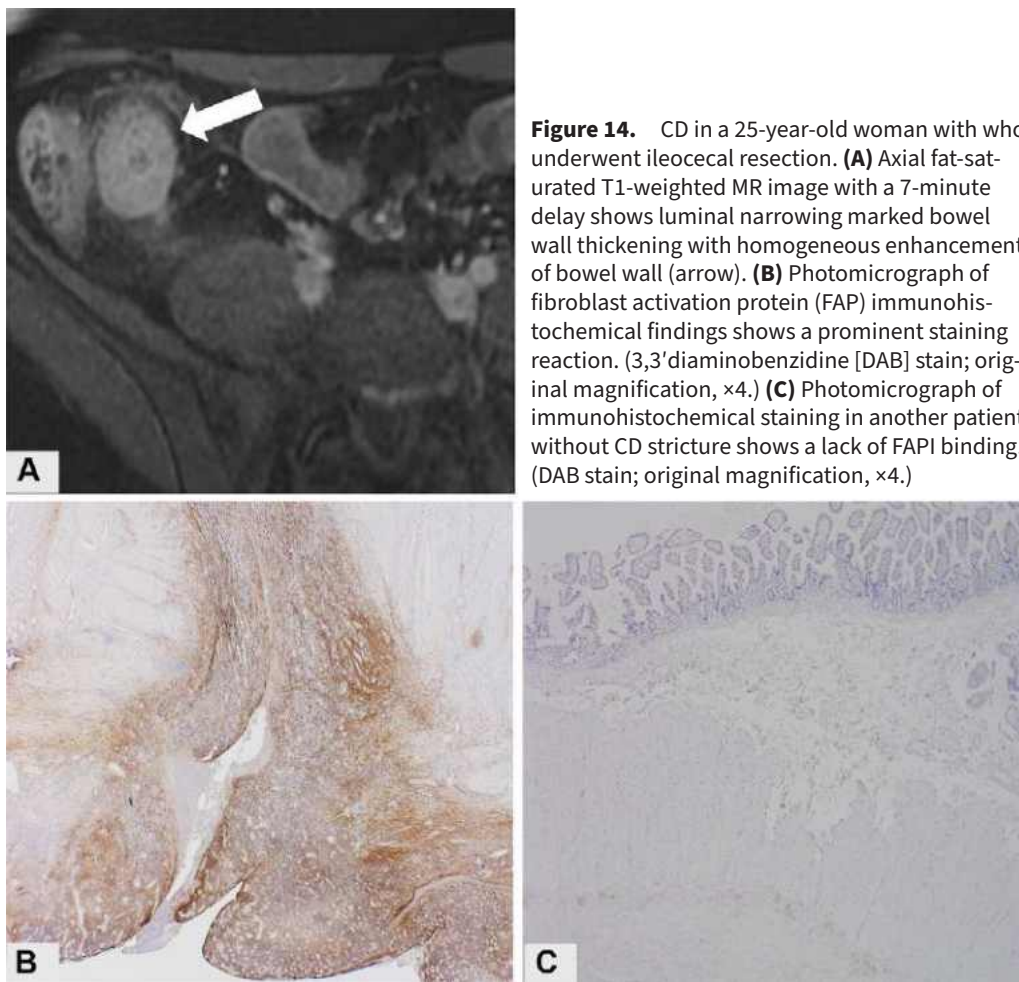 Figure 14. CD in a 25-year-old woman with who
underwent ileocecal resection. (A) Axial fat-sat-
urated T1-weighted MR image with a 7-minute
delay shows luminal narrowing marked bowel
wall thickening with homogeneous enhancement
of bowel wall (arrow). (B) Photomicrograph of
fibroblast activation protein (FAP) immunohis-
tochemical findings shows a prominent staining
reaction. (3,3′diaminobenzidine [DAB] stain; orig-
inal magnification, ×4.) (C) Photomicrograph of
immunohistochemical staining in another patient
without CD stricture shows a lack of FAPI binding.
(DAB stain; original magnification, ×4.)
A
B
C